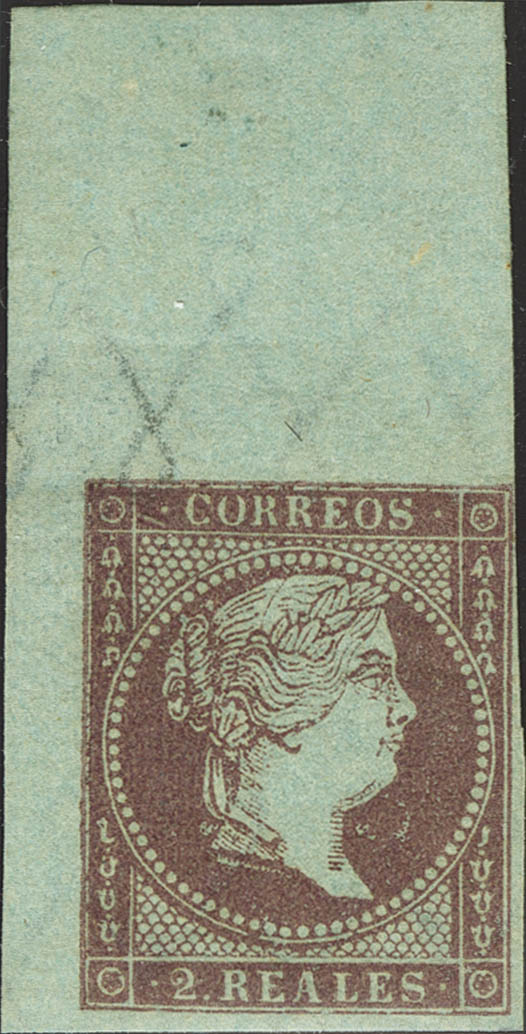 · CORREOS ·
· 2. REALES ·